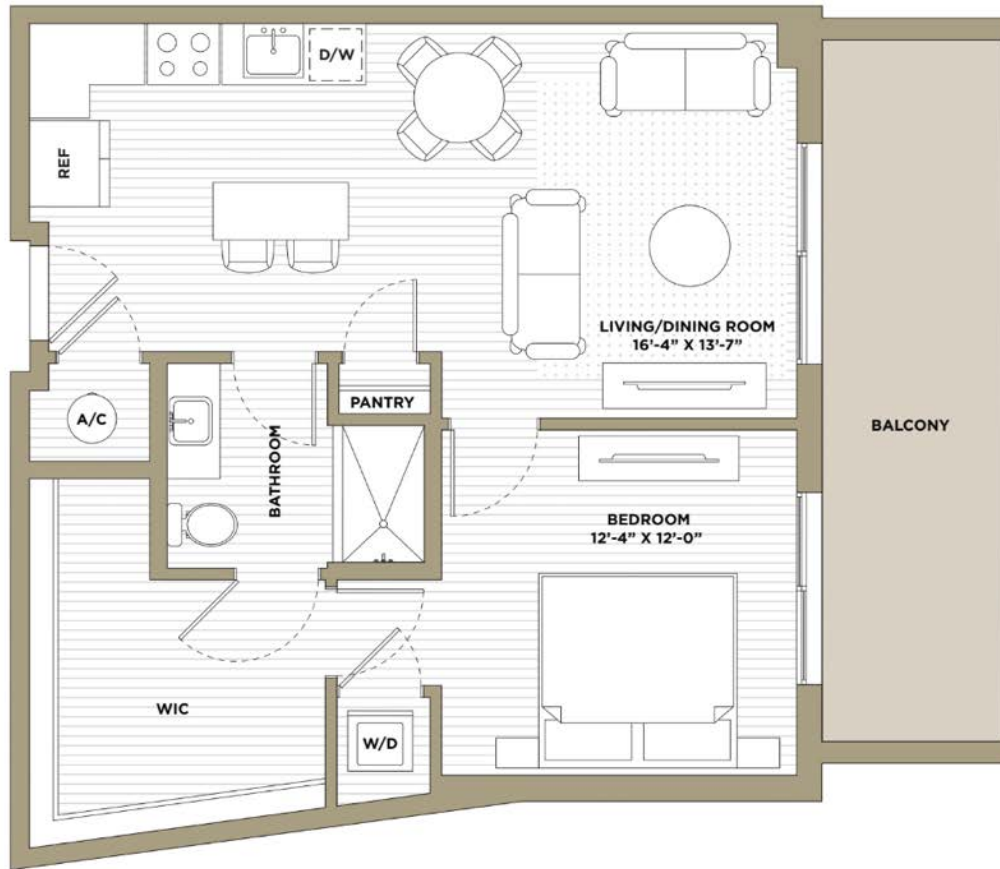 D/W
REF
LIVING/DINING ROOM
16'-4” X 13'-7”
PANTRY
A/C
BALCONY
BATHROOM
BEDROOM
12'-4” X 12'-0”
WIC
W/D